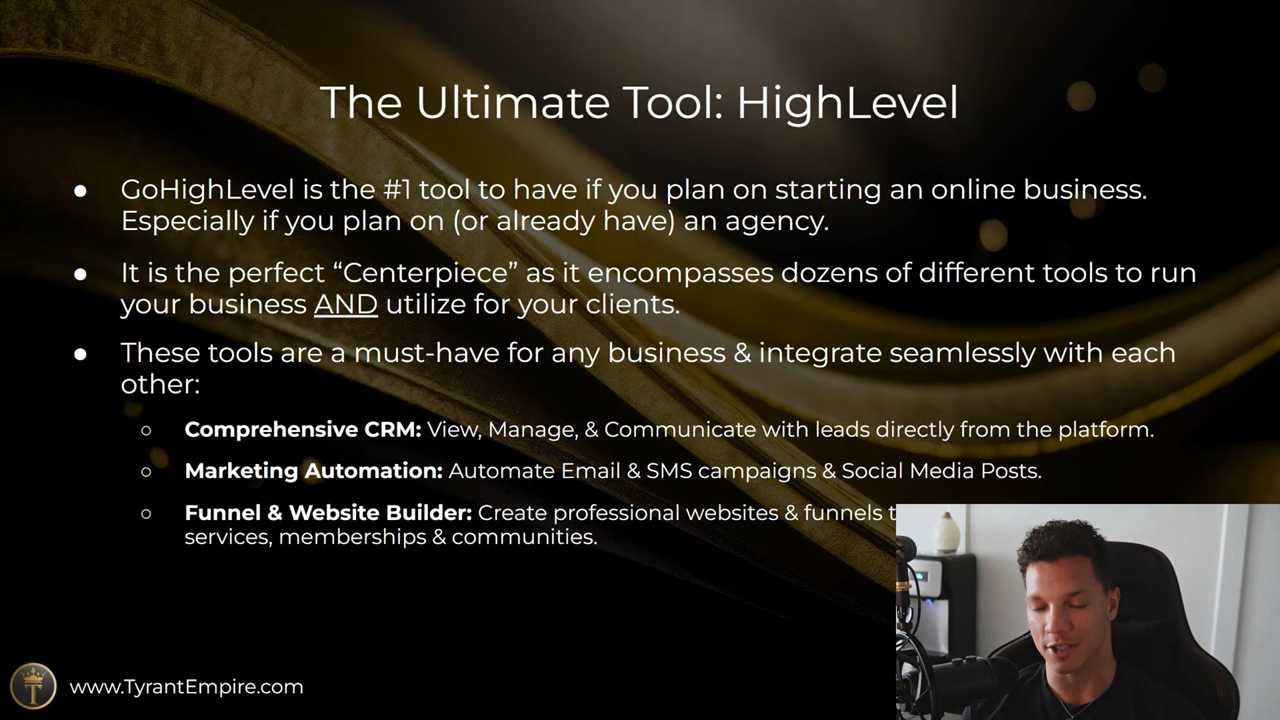 The Ultimate Tool: HighLevel
● GoHighLevel is the #1 tool to have if you plan on starting an online business.
Especially if you plan on (or already have) an agency.
● It is the perfect “Centerpiece” as it encompasses dozens of different tools to run
your business AND utilize for your clients.
● These tools are a must-have for any business & integrate seamlessly with each
other:
○ Comprehensive CRM: View, Manage, & Communicate with leads directly from the platform.
○ Marketing Automation: Automate Email & SMS campaigns & Social Media Posts.
○ Funnel & Website Builder: Create professional websites & funnels
services, memberships & communities.
T
www.TyrantEmpire.com